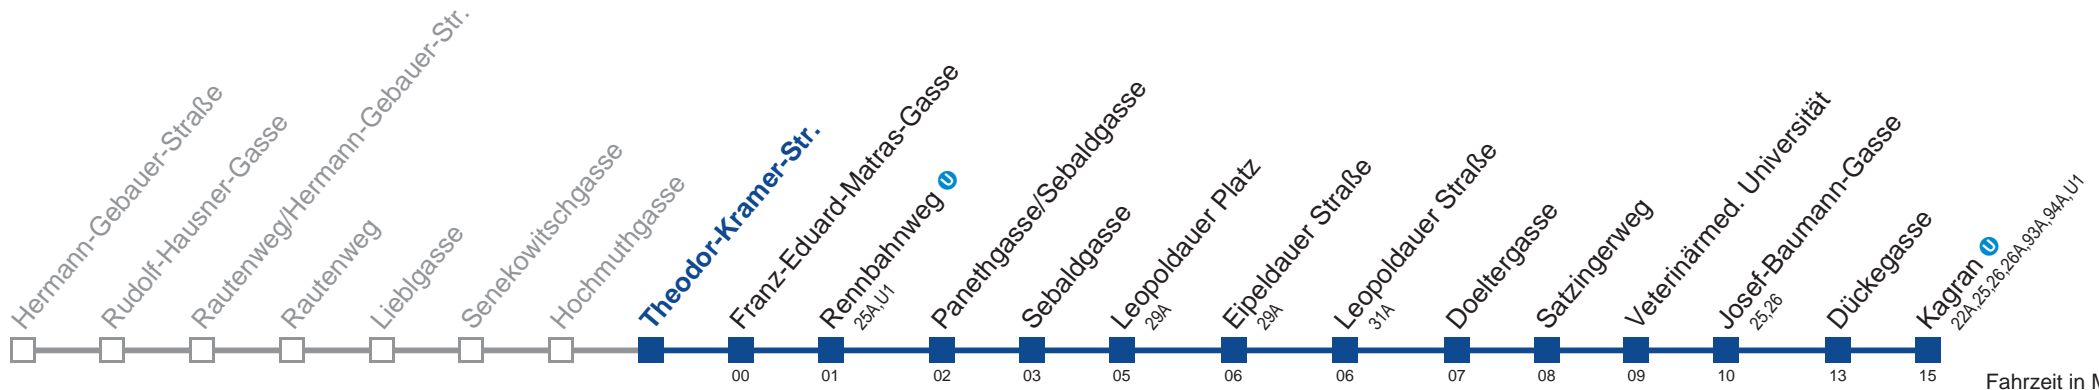 Hermann-Gebauer-Straße
Rudolf-Hausner-Gasse
Rautenweg/Hermann-Gebauer-Str.
Rautenweg
Lieblgasse
Senekowitschgasse
Hochmuthgasse
Theodor-Kramer-Str.
Franz-Eduard-Matras-Gasse
Rennbahnweg U
25A,U1
Panethgasse/Sebaldgasse
Sebaldgasse
Leopoldauer Platz
29A
Eipeldauer Straße
29A
Leopoldauer Straße
31A
Doeltergasse
Satzingerweg
Veterinärmed. Universität
Josef-Baumann-Gasse
25,26
Dückegasse
Kagran U
22A,25,26,26A,93A,94A,U1
00 01 02 03 05 06 06 07 08 09 10 13 15
Fahrzeit in M